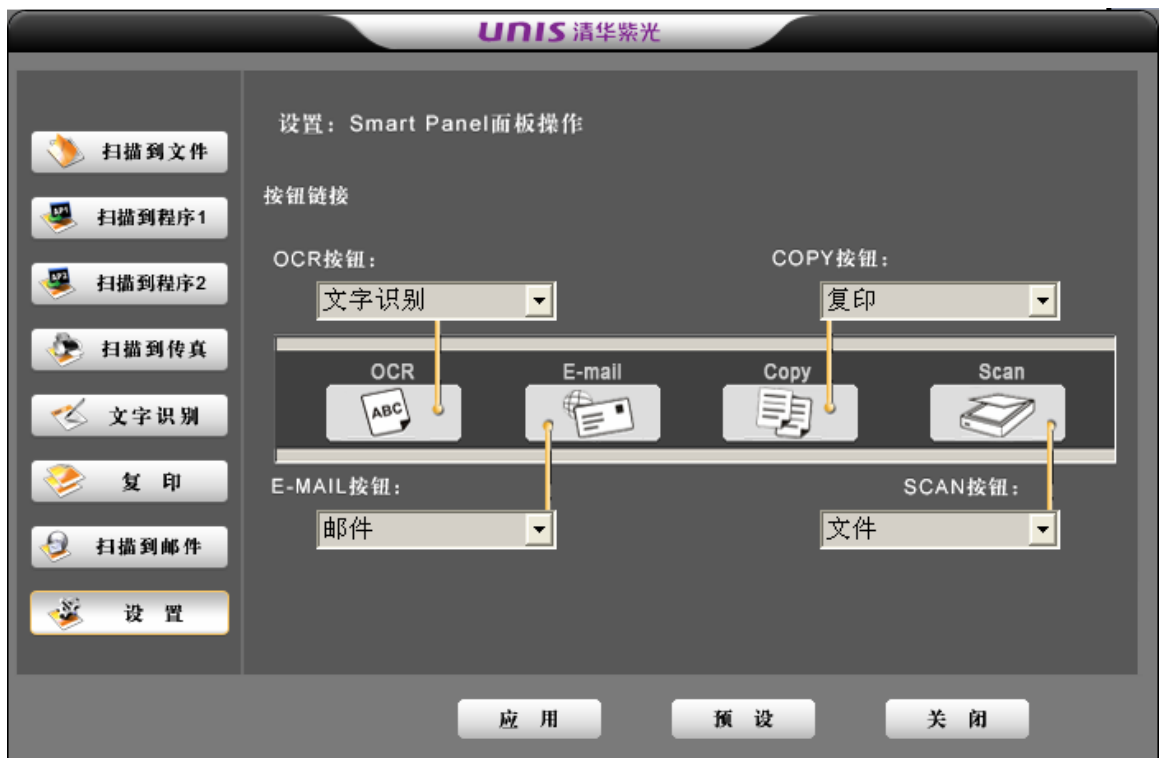 UNIS 清华紫光
设置：Smart Panel面板操作
按钮链接
扫描到文件
扫描到程序1
扫描到程序2
扫描到传真
文字识别
复 印
扫描到邮件
设 置
OCR按钮：
COPY按钮：
文字识别
复印
OCR
E-mail
Copy
Scan
ABC
E-MAIL按钮：
SCAN按钮：
邮件
文件
应 用
预 设
关 闭